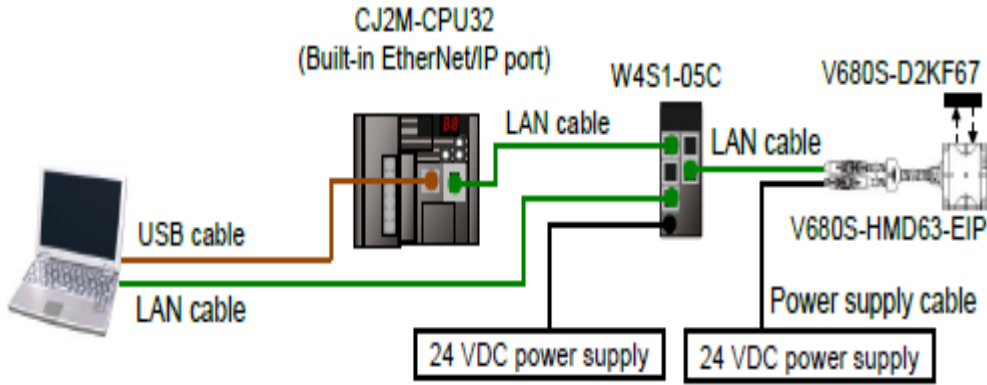 CJ2M-CPU32
(Built-in EtherNet/IP port)
W4S1-05C
V680S-D2KF67
LAN cable
LAN cable
USB cable
V680S-HMD63-EIP
LAN cable
Power supply cable
24 VDC power supply
24 VDC power supply
88